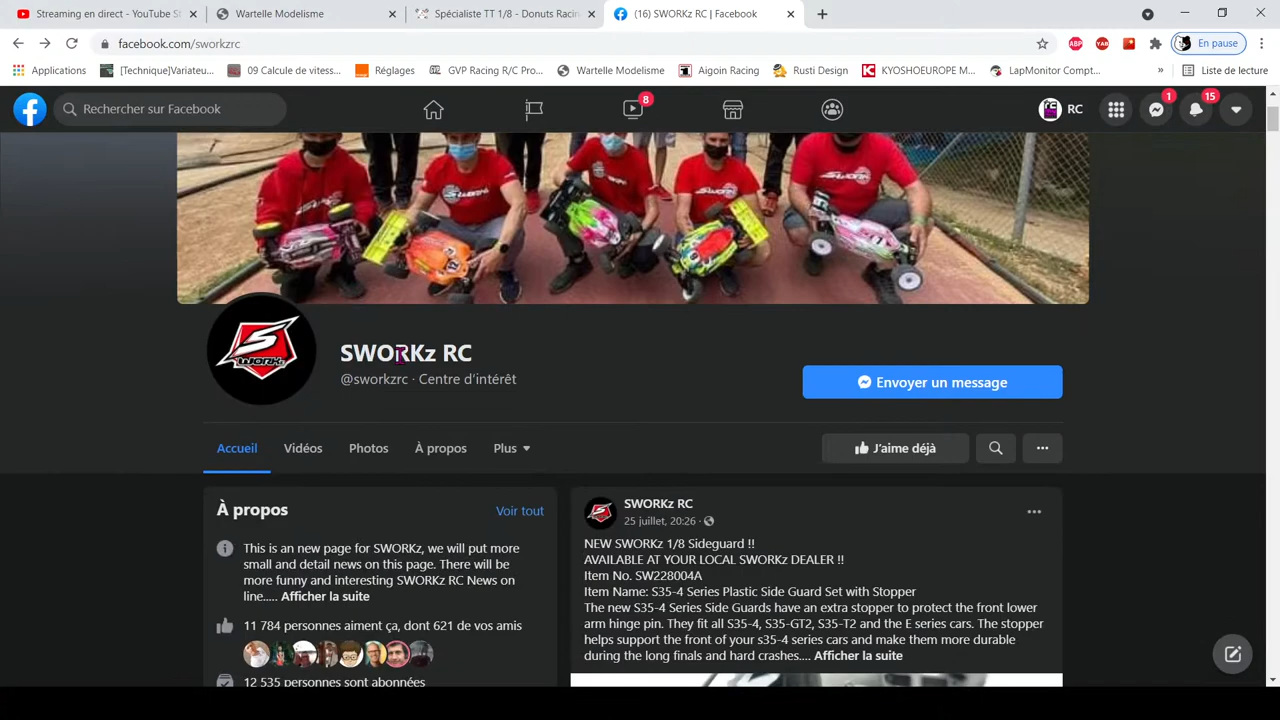 Streaming en direct - YouTube S
Wartelle Modelisme
Spécialiste TT 1/8 - Donuts Racin
(16) SWORKz RC | Facebook
facebook.com/sworkzrc
ABP
YAB
En pause
Applications
[Technique]Variateu...
09 Calcule de vitess...
Réglages
GVP Racing R/C Pro...
Wartelle Modelisme
Aigoin Racing
Rusti Design
KYOSHOEUROPE M...
LapMonitor Compt...
»
Liste de lecture
Rechercher sur Facebook
8
RC
1
15
SWORKz RC
@sworkzrc · Centre d'intérêt
Envoyer un message
Accueil
Vidéos
Photos
À propos
Plus
J'aime déjà
À propos
Voir tout
This is an new page for SWORKz, we will put more
small and detail news on this page. There will be
more funny and interesting SWORKz RC News on
line..... Afficher la suite
11 784 personnes aiment ça, dont 621 de vos amis
12 535 personnes sont abonnées
SWORKz RC
25 juillet, 20:26 ·
NEW SWORKz 1/8 Sideguard !!
AVAILABLE AT YOUR LOCAL SWORKz DEALER !!
Item No. SW228004A
Item Name: S35-4 Series Plastic Side Guard Set with Stopper
The new S35-4 Series Side Guards have an extra stopper to protect the front lower
arm hinge pin. They fit all S35-4, S35-GT2, S35-T2 and the E series cars. The stopper
helps support the front of your s35-4 series cars and make them more durable
during the long finals and hard crashes.... Afficher la suite